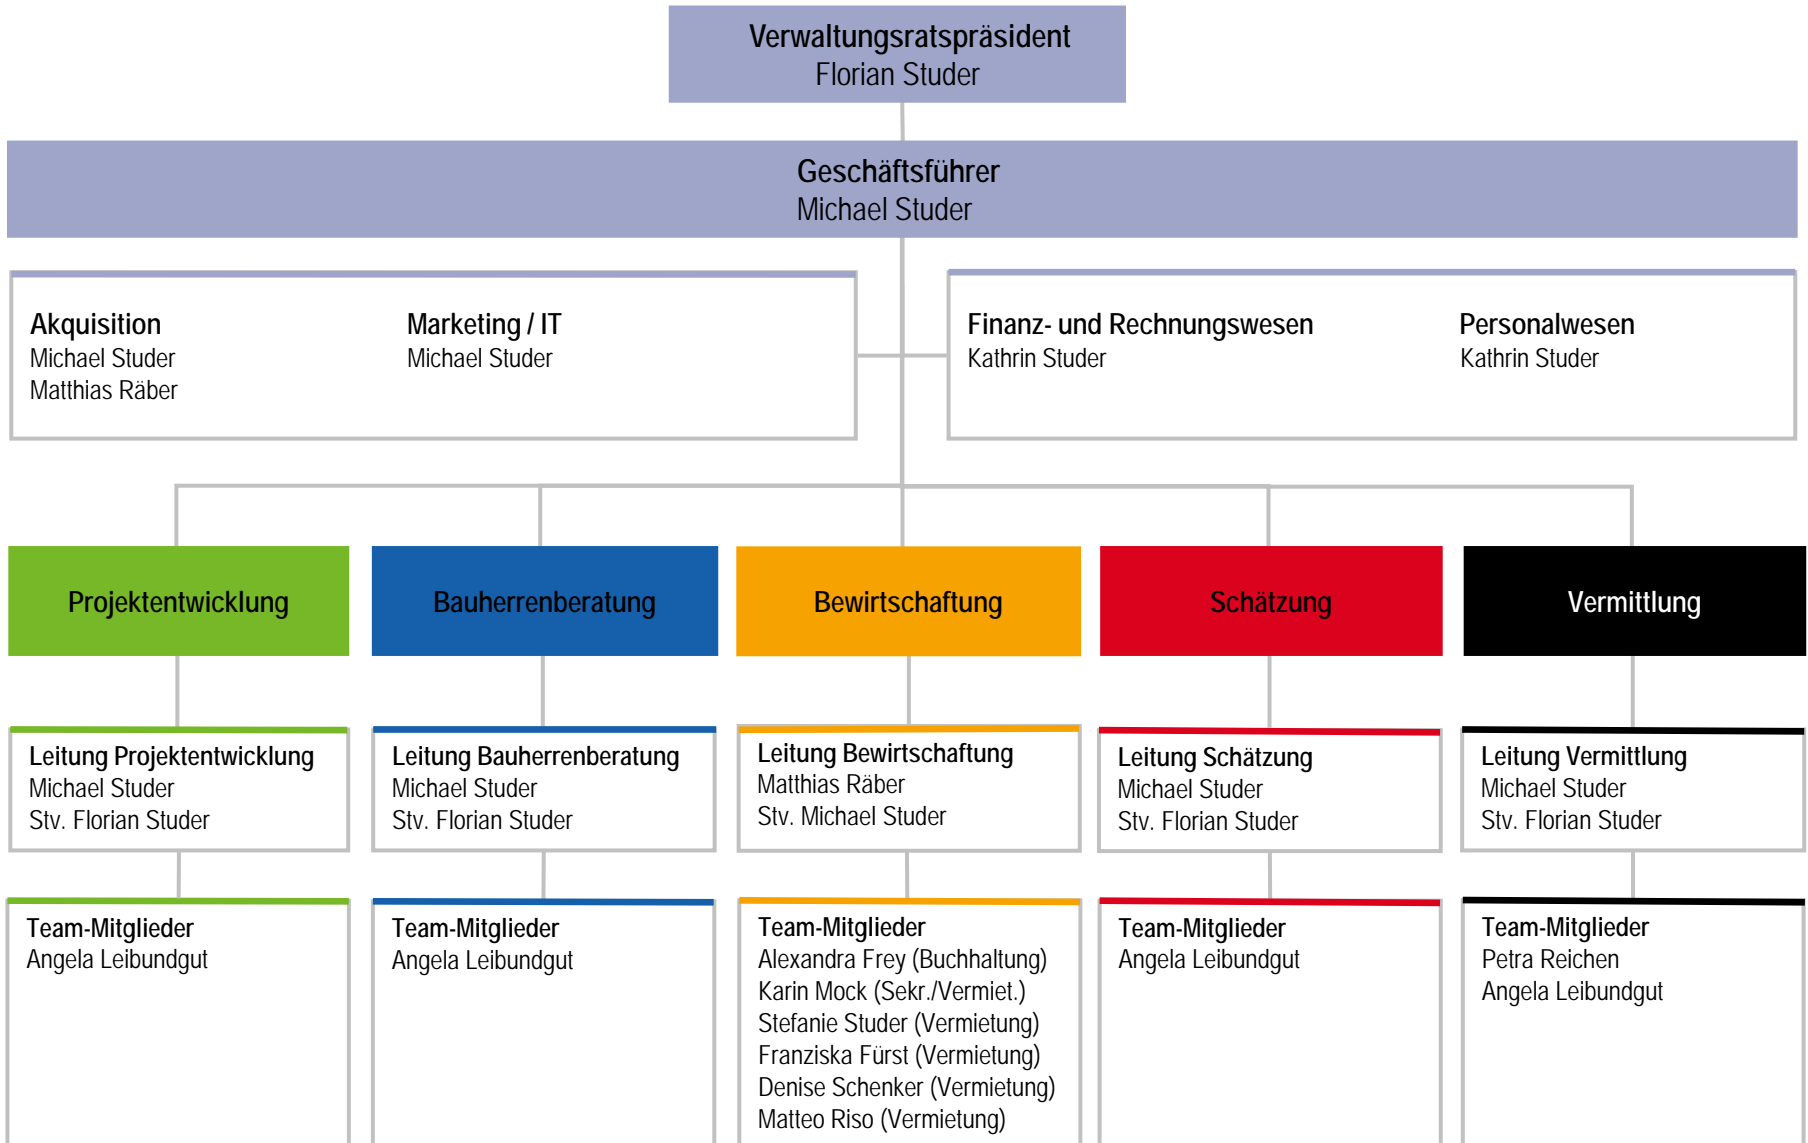 Verwaltungsratspräsident
Florian Studer
Geschäftsführer
Michael Studer
Akquisition
Michael Studer
Matthias Räber
Marketing / IT
Michael Studer
Finanz- und Rechnungswesen
Kathrin Studer
Personalwesen
Kathrin Studer
Projektentwicklung
Bauherrenberatung
Bewirtschaftung
Schätzung
Vermittlung
Leitung Projektentwicklung
Michael Studer
Stv. Florian Studer
Leitung Bauherrenberatung
Michael Studer
Stv. Florian Studer
Leitung Bewirtschaftung
Matthias Räber
Stv. Michael Studer
Leitung Schätzung
Michael Studer
Stv. Florian Studer
Leitung Vermittlung
Michael Studer
Stv. Florian Studer
Team-Mitglieder
Angela Leibundgut
Team-Mitglieder
Angela Leibundgut
Team-Mitglieder
Alexandra Frey (Buchhaltung)
Karin Mock (Sekr./Vermiet.)
Stefanie Studer (Vermietung)
Franziska Fürst (Vermietung)
Denise Schenker (Vermietung)
Matteo Riso (Vermietung)
Team-Mitglieder
Angela Leibundgut
Team-Mitglieder
Petra Reichen
Angela Leibundgut